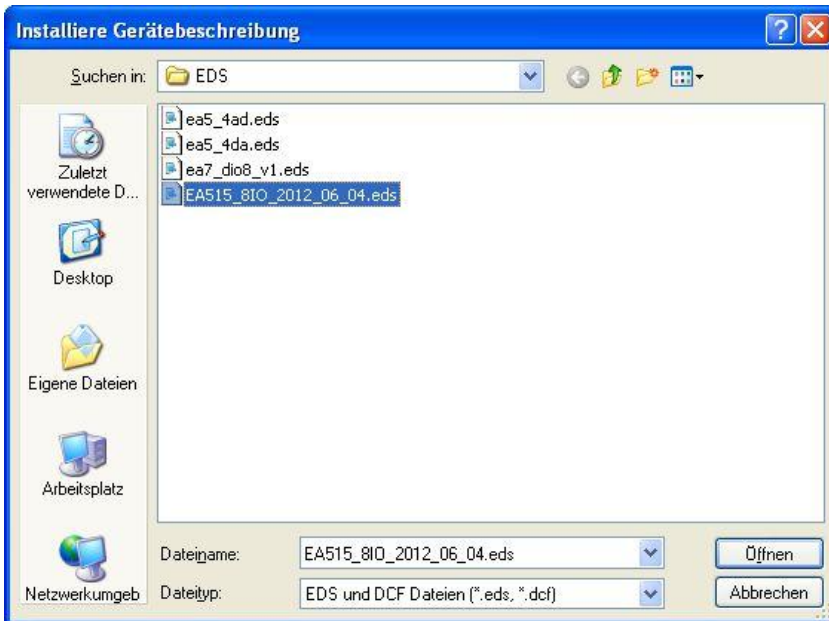 Installiere Gerätebeschreibung
Suchen in: EDS
ea5_4ad.eds
ea5_4da.eds
ea7_dio8_v1.eds
EA515_8IO_2012_06_04.eds
Zuletzt
verwendete D...
Desktop
Eigene Dateien
Arbeitsplatz
Netzwerkumgeb
Dateiname: EA515_8IO_2012_06_04.eds Öffnen
Dateityp: EDS und DCF Dateien (*.eds, *.dcf) Abbrechen